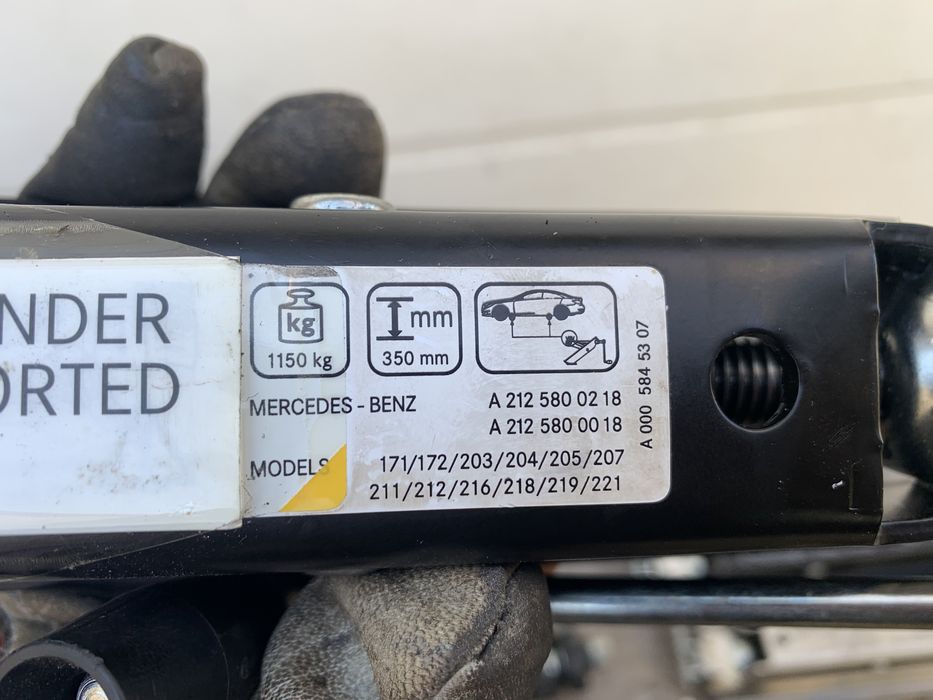 NDER
ORTED
kg
1150 kg
mm
350 mm
MERCEDES - BENZ
A 212 580 02 18
A 212 580 00 18
MODELS
171/172/203/204/205/207
211/212/216/218/219/221
A 000 584 53 07